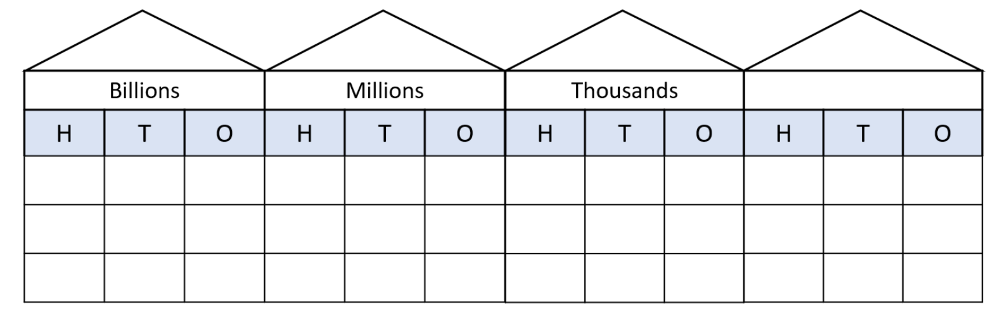 Billions Millions Thousands
H T O H T O H T O H T O